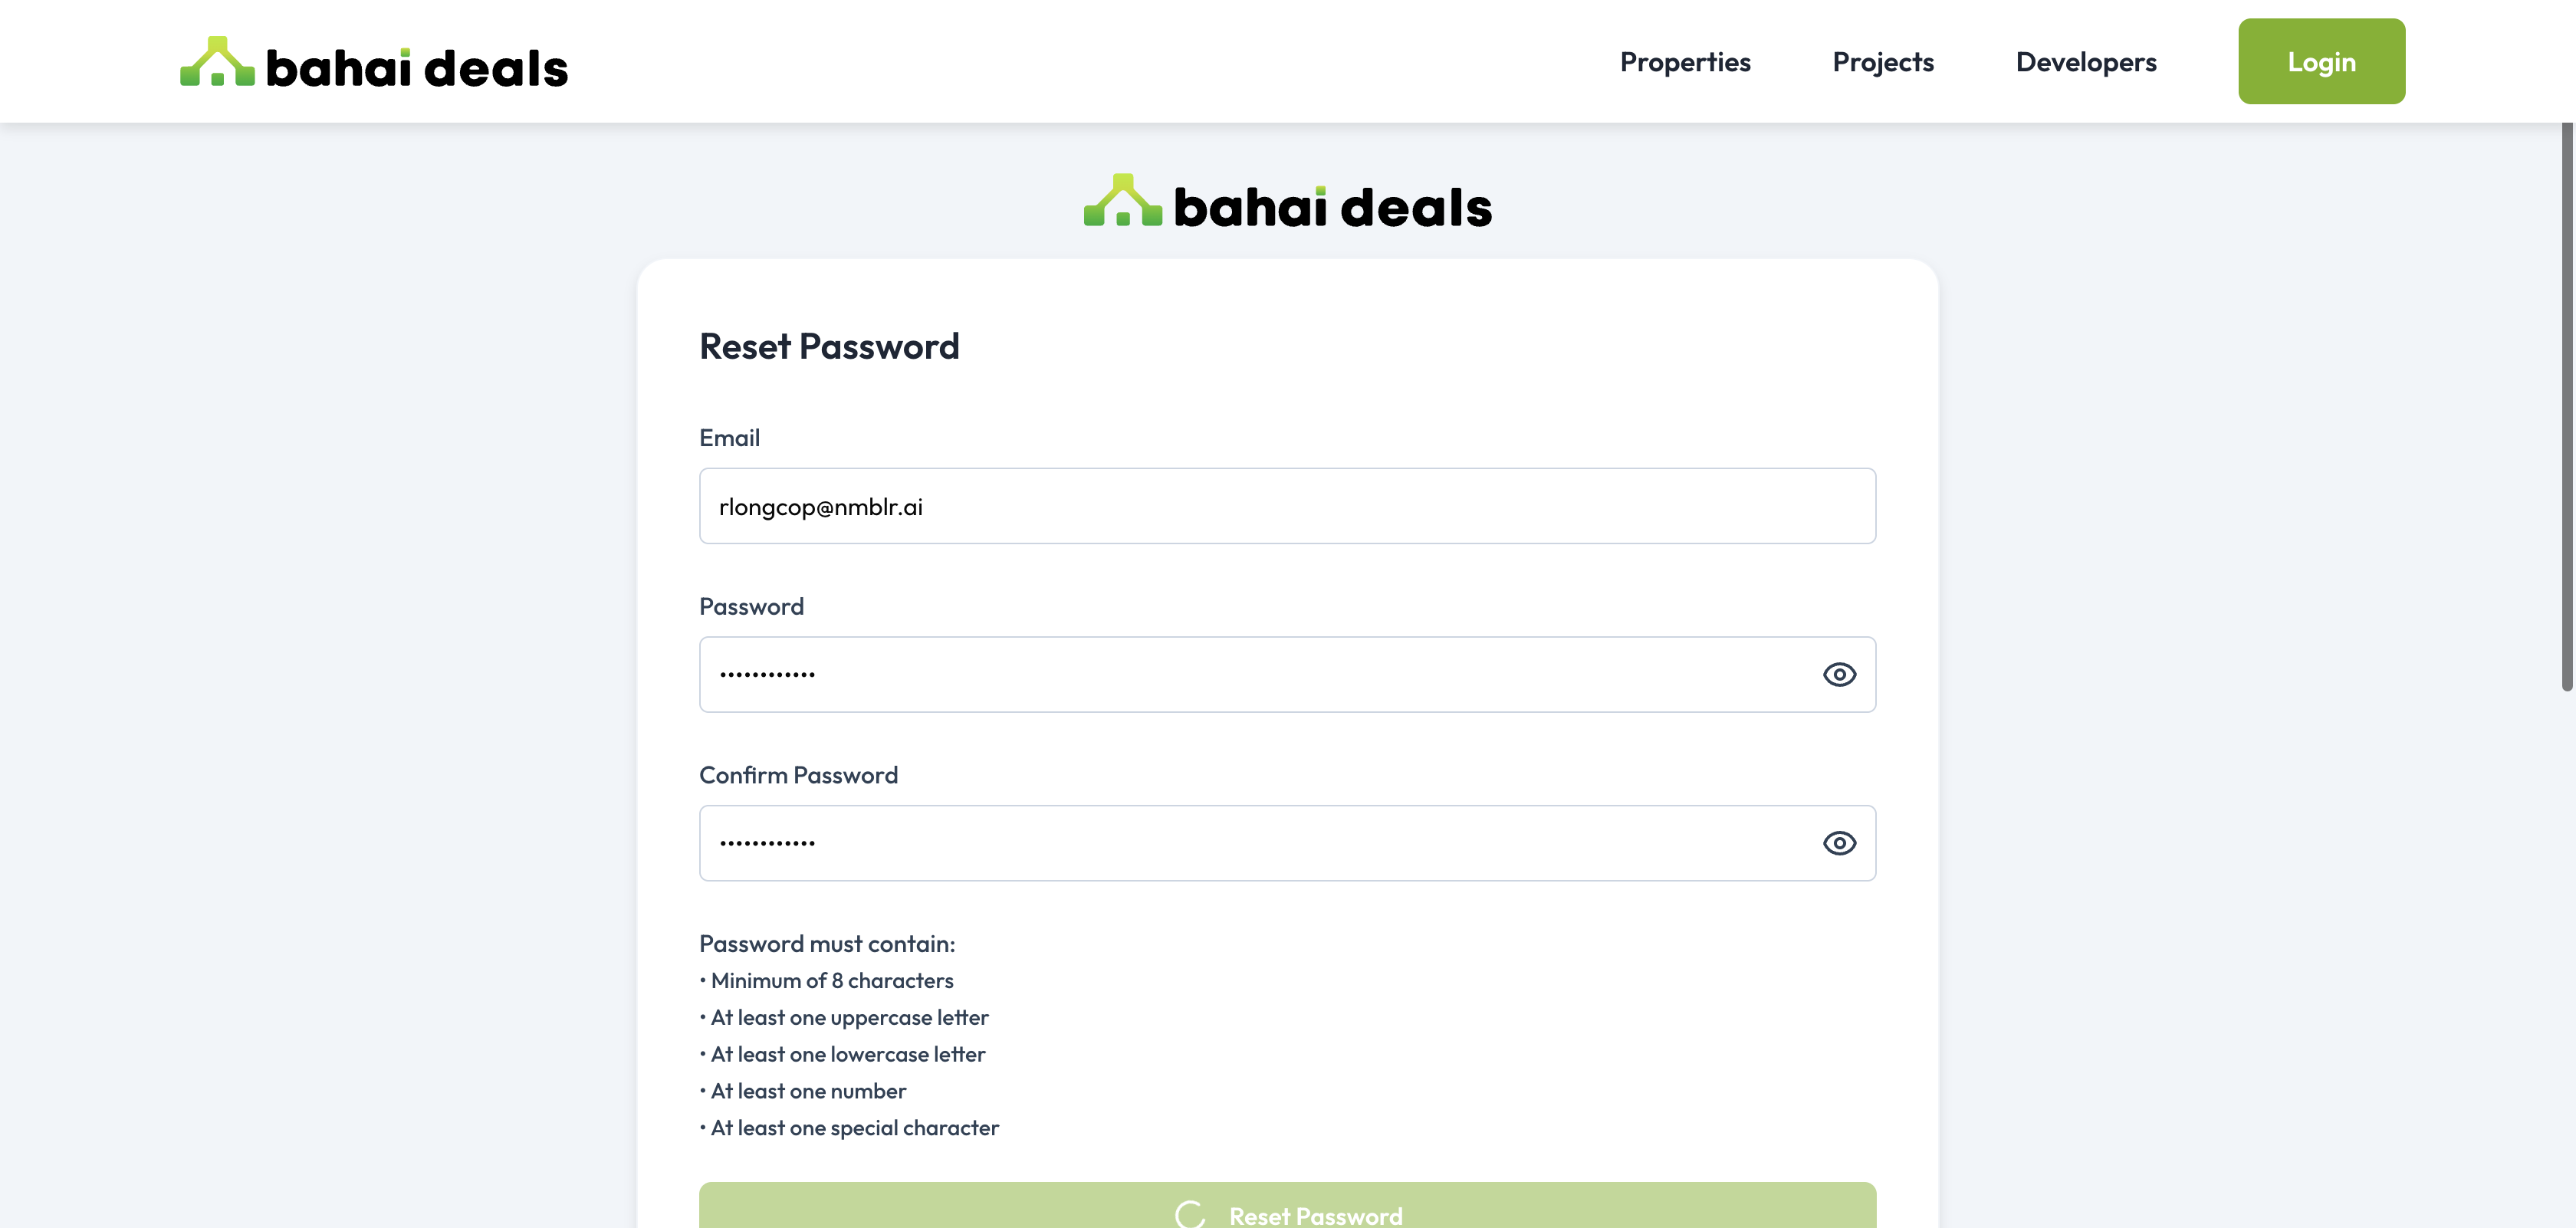 bahai deals
Properties
Projects
Developers
Login
bahai deals
Reset Password
Email
rlongcop@nmblr.ai
Password
••••••••••••
Confirm Password
••••••••••••
Password must contain:
• Minimum of 8 characters
• At least one uppercase letter
• At least one lowercase letter
• At least one number
• At least one special character
Reset Password